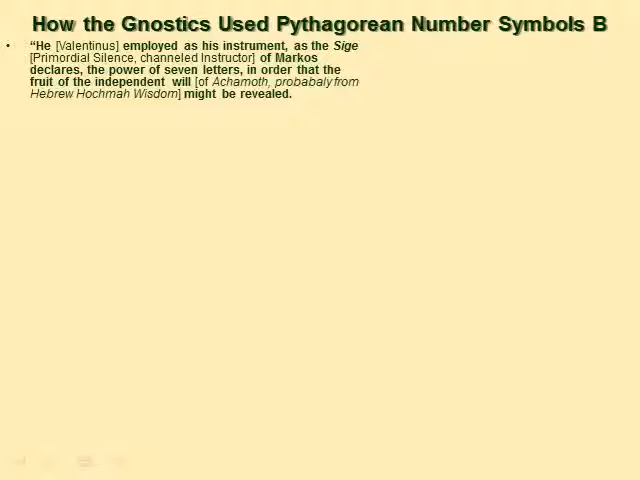 How the Gnostics Used Pythagorean Number Symbols B
• “He [Valentinus] employed as his instrument, as the Sige
[Primordial Silence, channeled Instructor] of Markos
declares, the power of seven letters, in order that the
fruit of the independent will [of Achamoth, probabaly from
Hebrew Hochmah Wisdom] might be revealed.